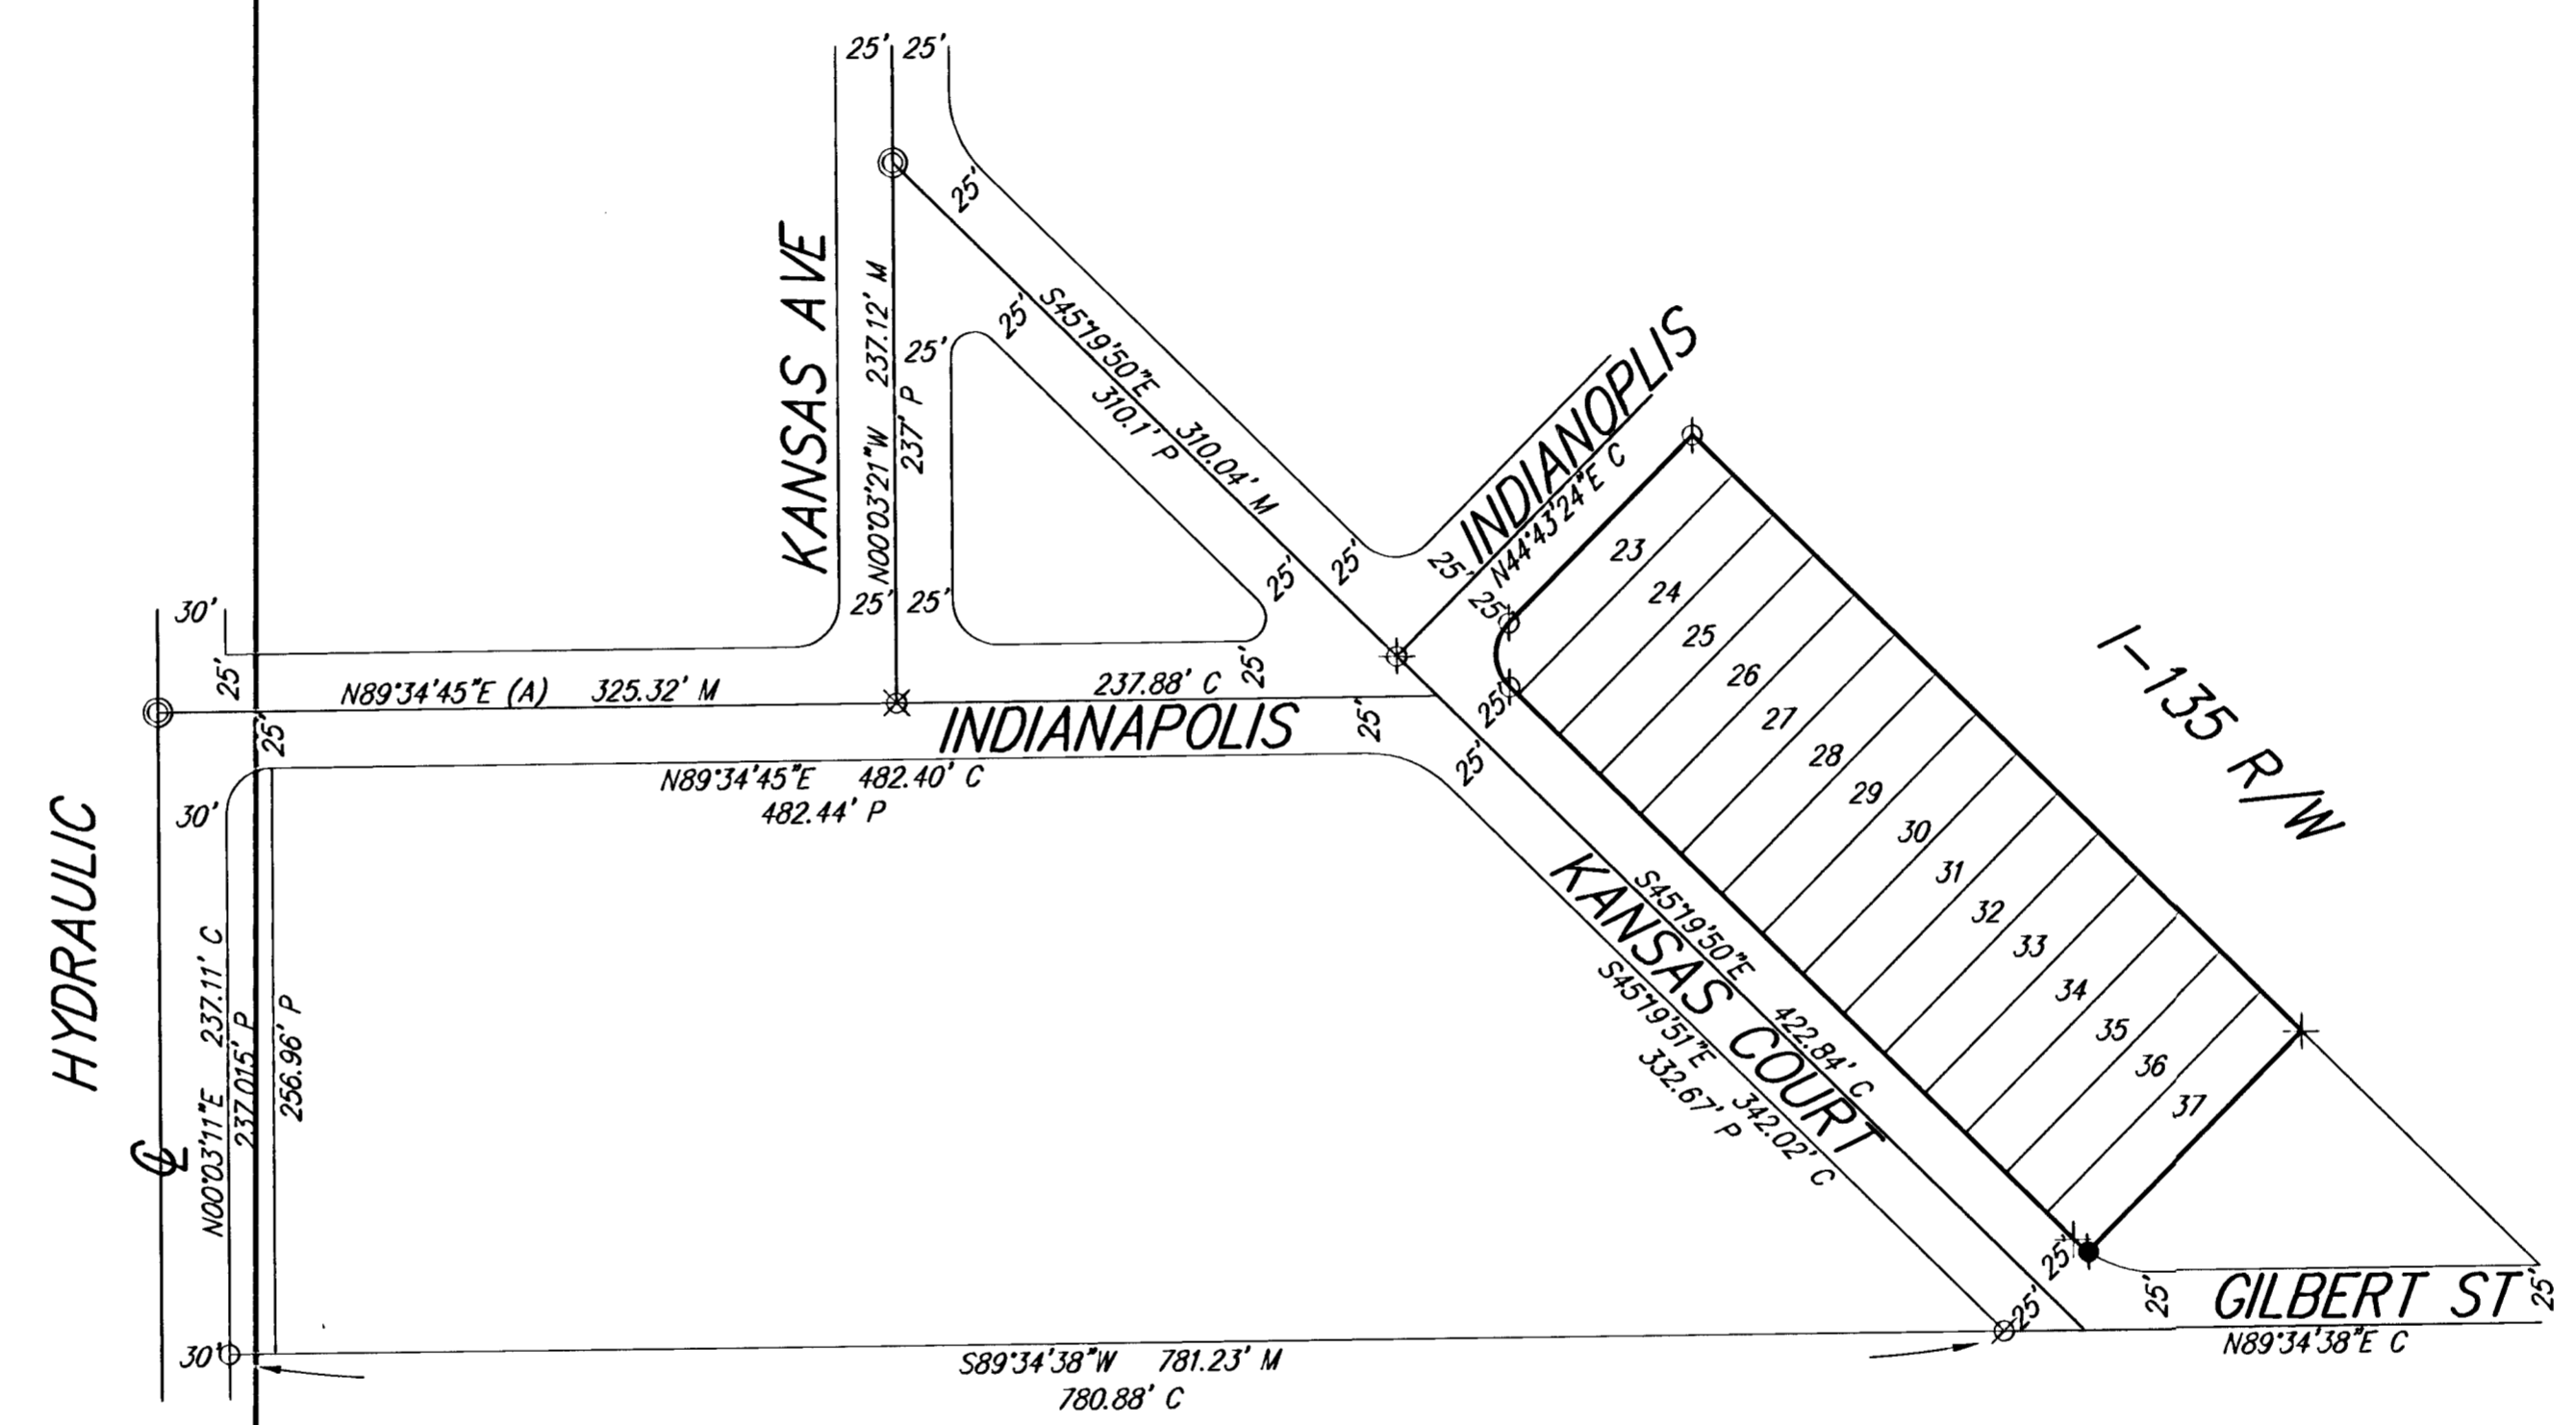 25' 25'
25'
KANSAS AVE
N00°03'21"W 237.12' M
237' P
25'
25'
S45°19'50"E 310.04' M
310.1' P
25'
25'
25' 25'
INDIANOPLIS
N44°43'24"E C
25'
25'
25'
30'
25'
N89°34'45"E (A) 325.32' M
237.88' C
25'
25'
INDIANAPOLIS
25'
25'
N89°34'45"E 482.40' C
482.44' P
30'
HYDRAULIC
℄
N00°03'11"E 237.11' C
237.015' P
256.96' P
30'
23
24
25
26
27
28
29
30
31
32
33
34
35
36
37
I-135 R/W
KANSAS COURT
S45°19'50"E 422.84' C
S45°19'51"E 342.02' C
332.67' P
25'
25'
25'
GILBERT ST
25'
N89°34'38"E C
S89°34'38"W 781.23' M
780.88' C